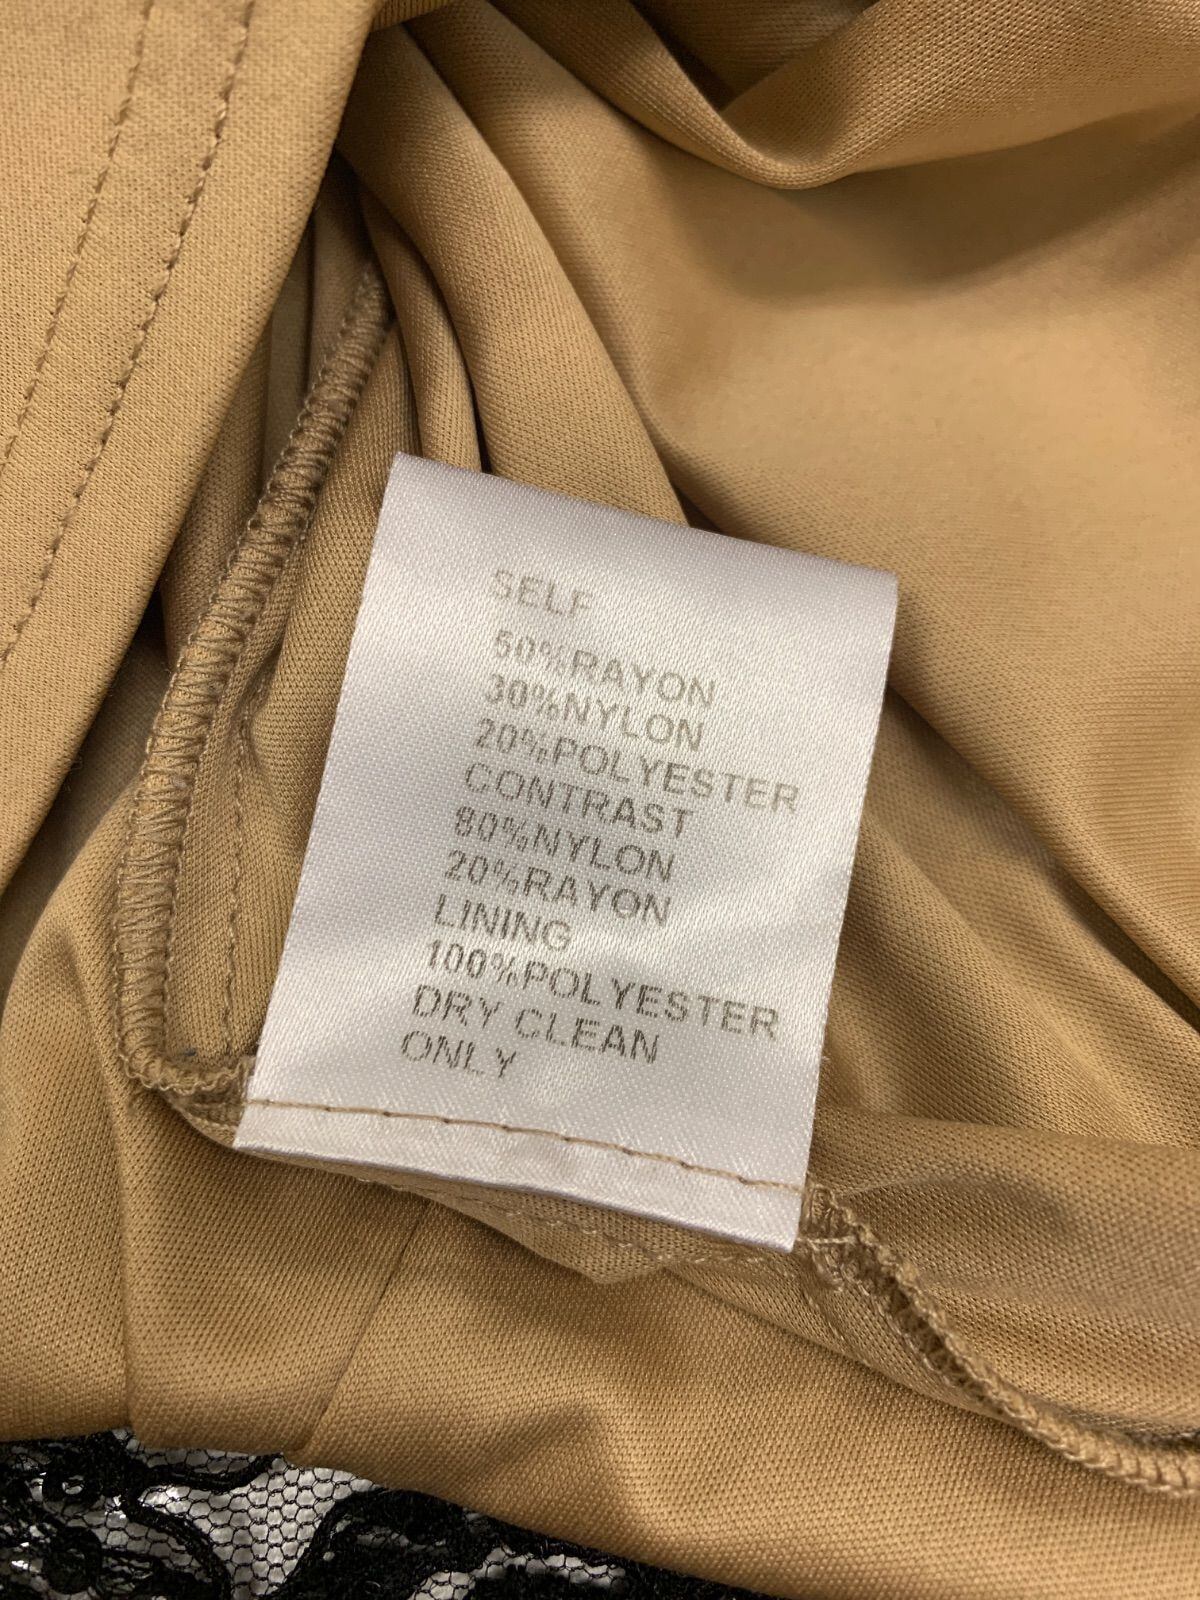 SELF
50%RAYON
30%NYLON
20%POLYESTER
CONTRAST
80%NYLON
20%RAYON
LINING
100%POLYESTER
DRY CLEAN
ONLY